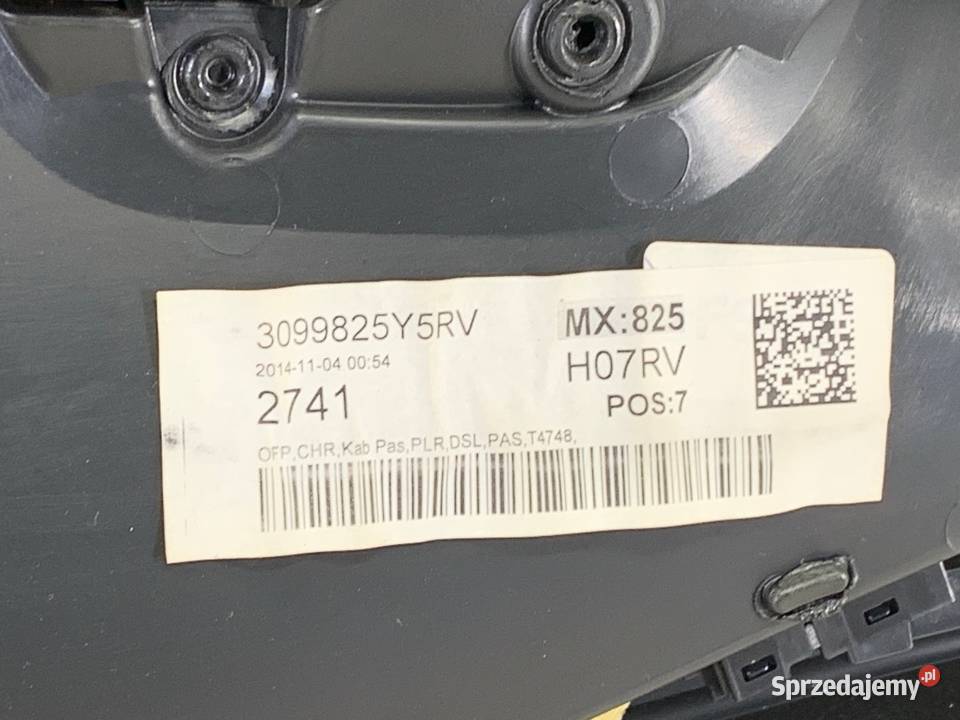 3099825Y5RV
MX:825
2014-11-04 00:54
H07RV
2741
POS:7
OFP,CHR,Kab Pas,PLR,DSL,PAS,T4748,
Sprzedajemy.pl